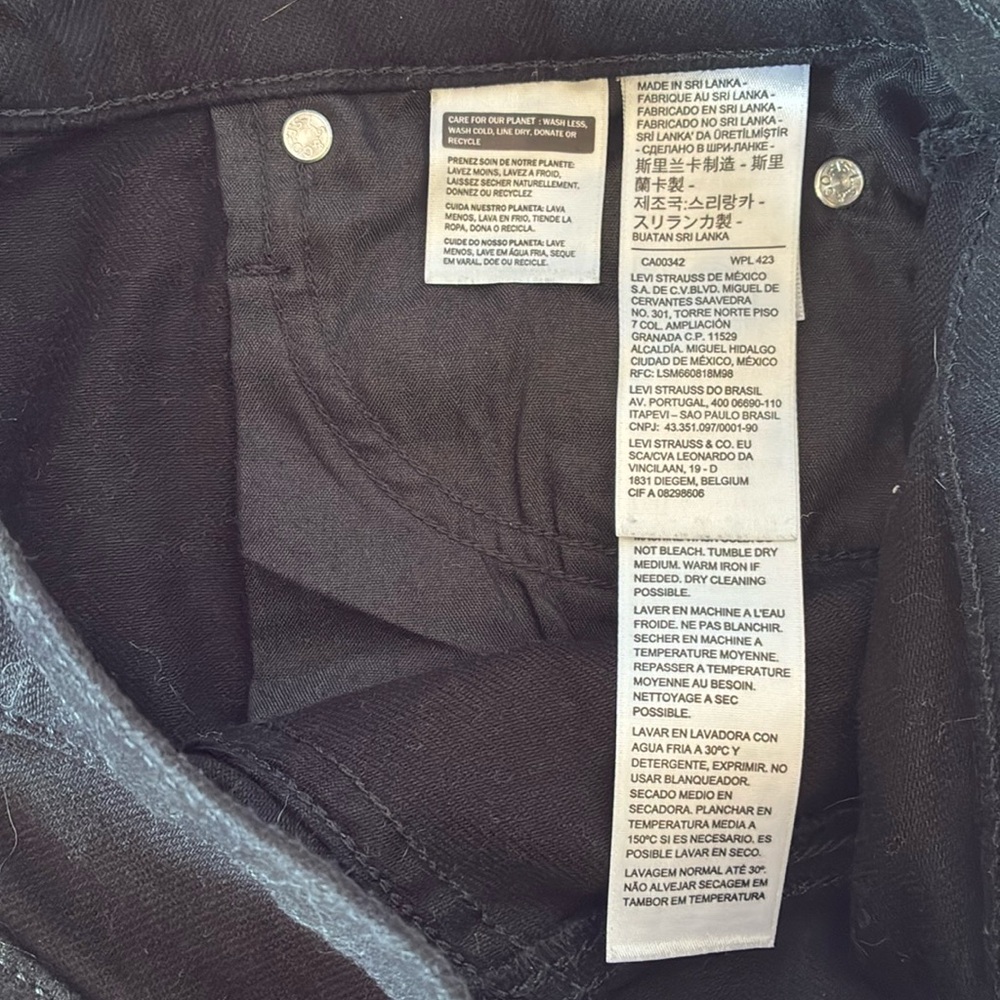 CARE FOR OUR PLANET : WASH LESS,
WASH COLD, LINE DRY, DONATE OR
RECYCLE
PRENEZ SOIN DE NOTRE PLANETE:
LAVEZ MOINS, LAVEZ A FROID,
LAISSEZ SECHER NATURELLEMENT,
DONNEZ OU RECYCLEZ
CUIDA NUESTRO PLANETA: LAVA
MENOS, LAVA EN FRIO, TIENDE LA
ROPA, DONA O RECICLA.
CUIDE DO NOSSO PLANETA: LAVE
MENOS, LAVE EM ÁGUA FRIA, SEQUE
EM VARAL, DOE OU RECICLE.
MADE IN SRI LANKA -
FABRIQUE AU SRI LANKA -
FABRICADO EN SRI LANKA -
FABRICADO NO SRI LANKA -
SRİ LANKA' DA ÜRETİLMİŞTİR
- СДЕЛАНО В ШРИ-ЛАНКЕ -
斯里兰卡制造 - 斯里
蘭卡製 -
제조국:스리랑카 -
スリランカ製 -
BUATAN SRI LANKA
CA00342 WPL 423
LEVI STRAUSS DE MÉXICO
S.A. DE C.V.BLVD. MIGUEL DE
CERVANTES SAAVEDRA
NO. 301, TORRE NORTE PISO
7 COL. AMPLIACIÓN
GRANADA C.P. 11529
ALCALDÍA. MIGUEL HIDALGO
CIUDAD DE MÉXICO, MÉXICO
RFC: LSM660818M98
LEVI STRAUSS DO BRASIL
AV. PORTUGAL, 400 06690-110
ITAPEVI – SAO PAULO BRASIL
CNPJ: 43.351.097/0001-90
LEVI STRAUSS & CO. EU
SCA/CVA LEONARDO DA
VINCILAAN, 19 - D
1831 DIEGEM, BELGIUM
CIF A 08298606
NOT BLEACH. TUMBLE DRY
MEDIUM. WARM IRON IF
NEEDED. DRY CLEANING
POSSIBLE.
LAVER EN MACHINE A L'EAU
FROIDE. NE PAS BLANCHIR.
SECHER EN MACHINE A
TEMPERATURE MOYENNE.
REPASSER A TEMPERATURE
MOYENNE AU BESOIN.
NETTOYAGE A SEC
POSSIBLE.
LAVAR EN LAVADORA CON
AGUA FRIA A 30ºC Y
DETERGENTE, EXPRIMIR. NO
USAR BLANQUEADOR.
SECADO MEDIO EN
SECADORA. PLANCHAR EN
TEMPERATURA MEDIA A
150ºC SI ES NECESARIO. ES
POSIBLE LAVAR EN SECO.
LAVAGEM NORMAL ATÉ 30º.
NÃO ALVEJAR SECAGEM EM
TAMBOR EM TEMPERATURA